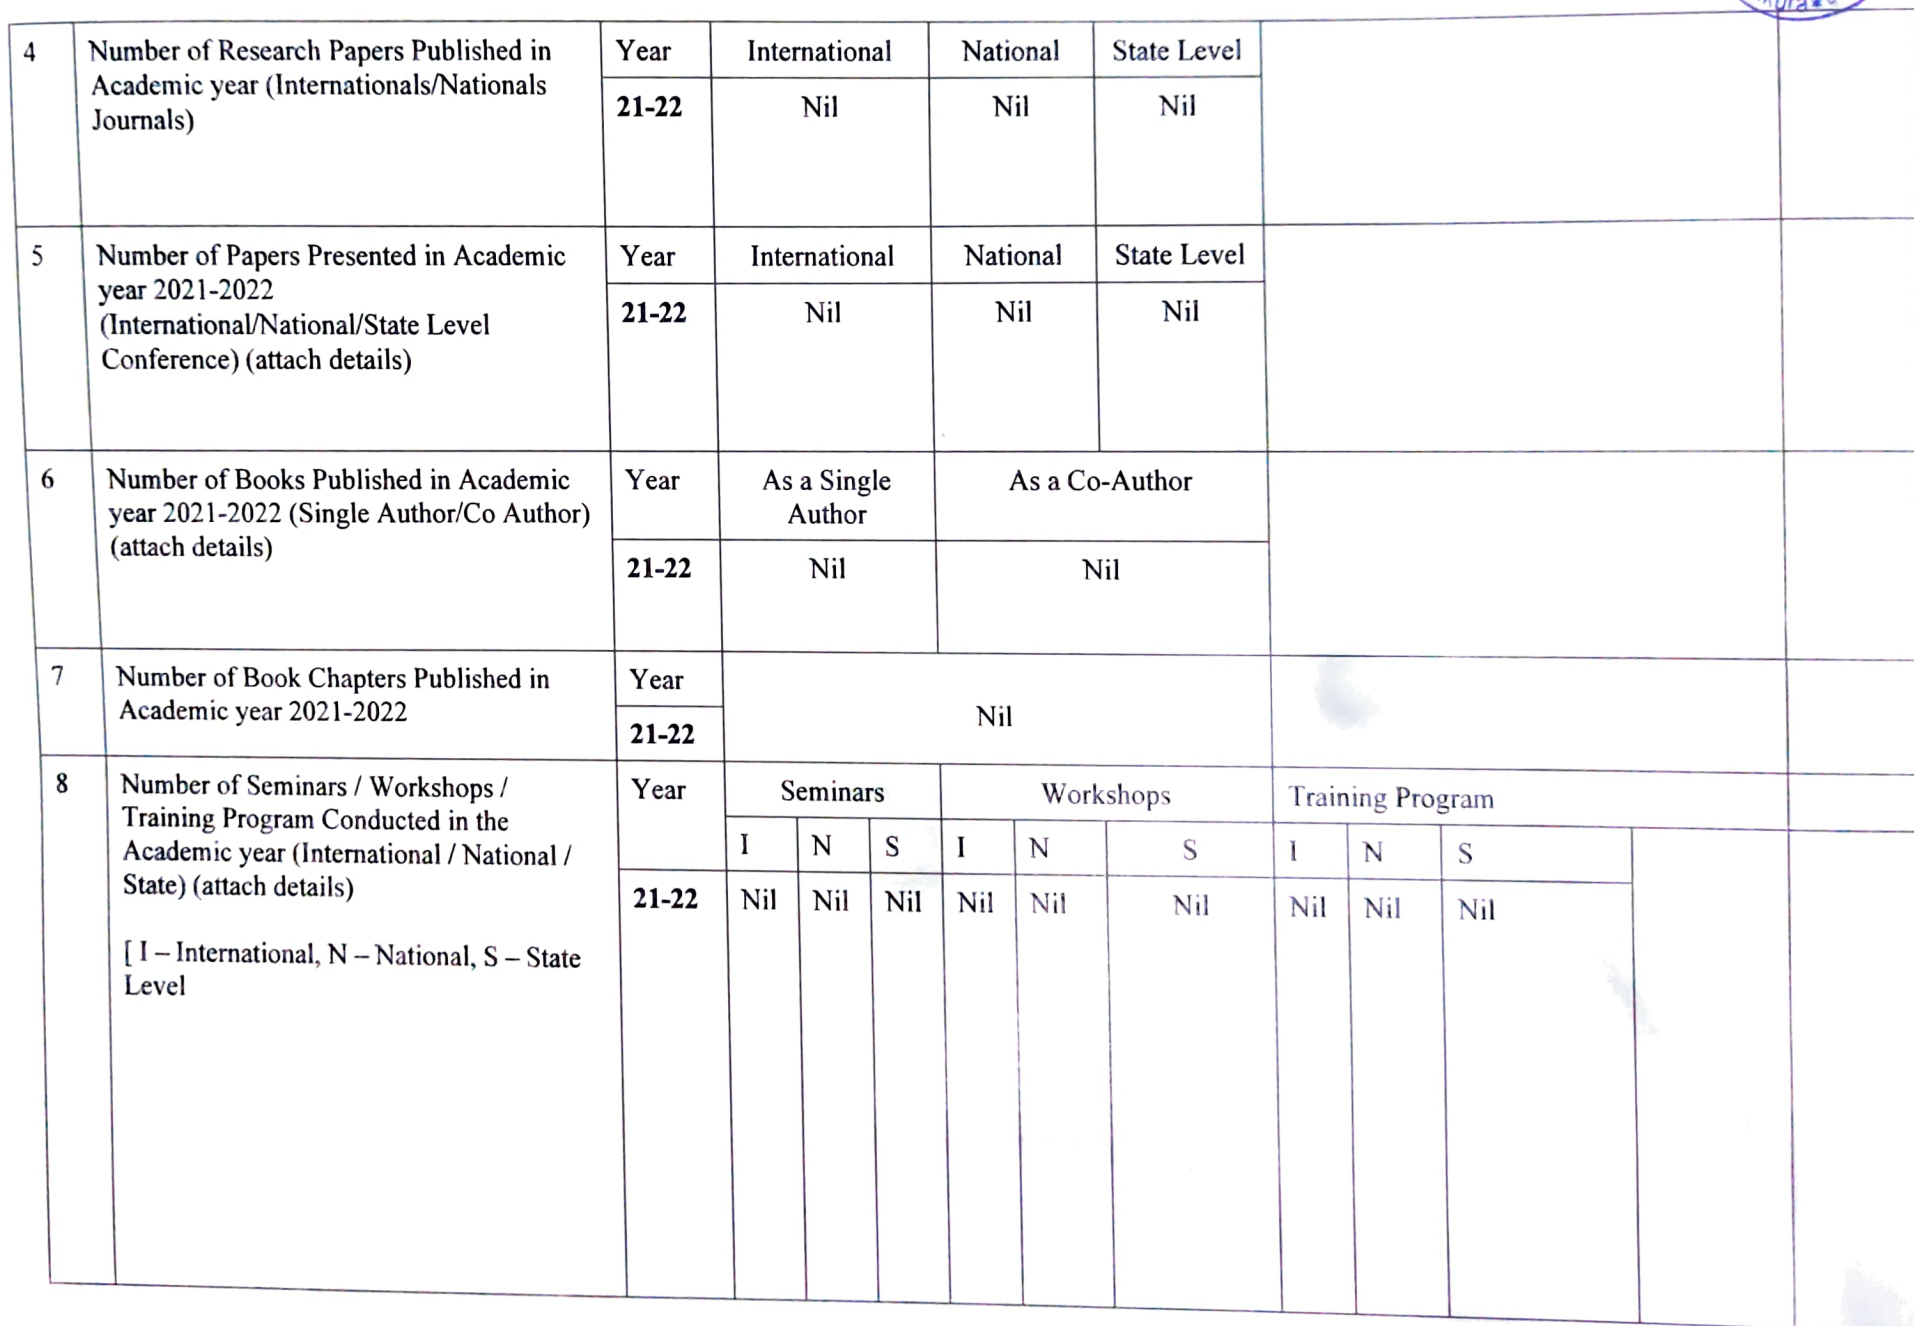 4 Number of Research Papers Published in Year International National State Level
Academic year (Internationals/Nationals 21-22 Nil Nil Nil
Journals)
5 Number of Papers Presented in Academic Year International National State Level
year 2021-2022
(International/National/State Level 21-22 Nil Nil Nil
Conference) (attach details)
6 Number of Books Published in Academic Year As a Single As a Co-Author
year 2021-2022 (Single Author/Co Author) Author
(attach details) 21-22 Nil Nil
7 Number of Book Chapters Published in Year
Academic year 2021-2022 Nil
21-22
8 Number of Seminars / Workshops / Year Seminars Workshops Training Program
Training Program Conducted in the
Academic year (International / National / I N S I N S I N S
State) (attach details) 21-22 Nil Nil Nil Nil Nil Nil Nil Nil Nil
[ I – International, N – National, S – State
Level